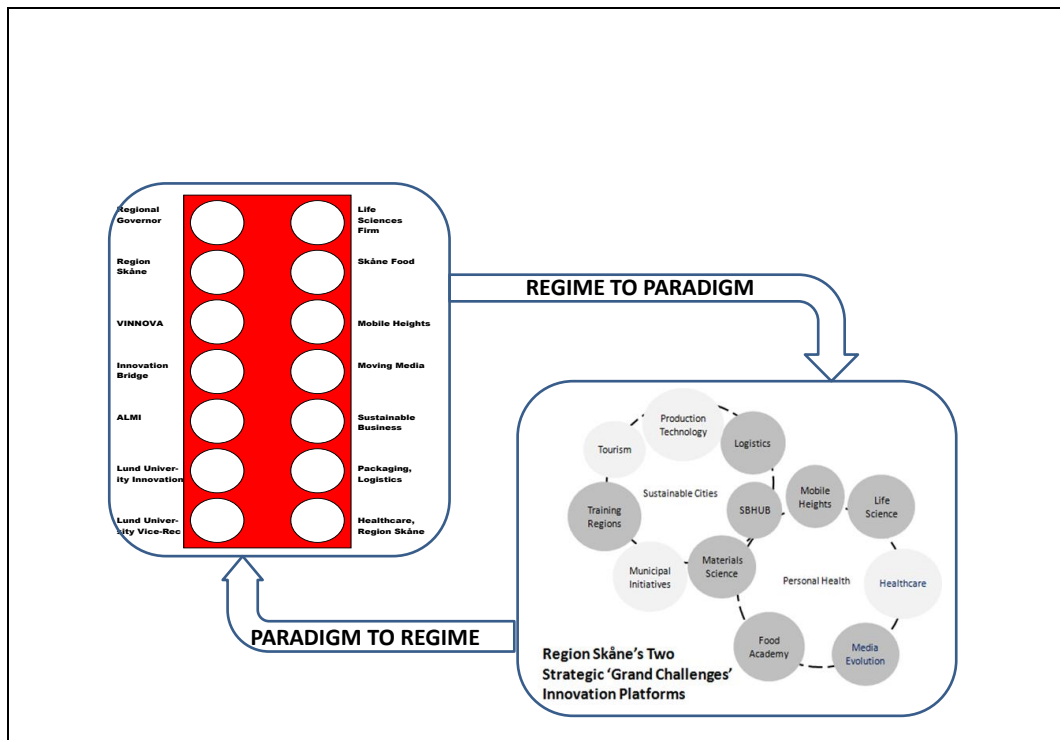 Regional
Governor
Region
Skåne
VINNOVA
Innovation
Bridge
ALMI
Lund Univer-
ity Innovation
Lund Univer-
sity Vice-Rec
Life
Sciences
Firm
Skåne Food
Mobile Heights
Moving Media
Sustainable
Business
Packaging,
Logistics
Healthcare,
Region Skåne
REGIME TO PARADIGM
Production
Technology
Tourism
Logistics
Sustainable Cities
Training
Regions
SBHUB
Mobile
Heights
Life
Science
Municipal
Initiatives
Materials
Science
Personal Health
Healthcare
Food
Academy
Media
Evolution
Region Skåne's Two
Strategic 'Grand Challenges'
Innovation Platforms
PARADIGM TO REGIME